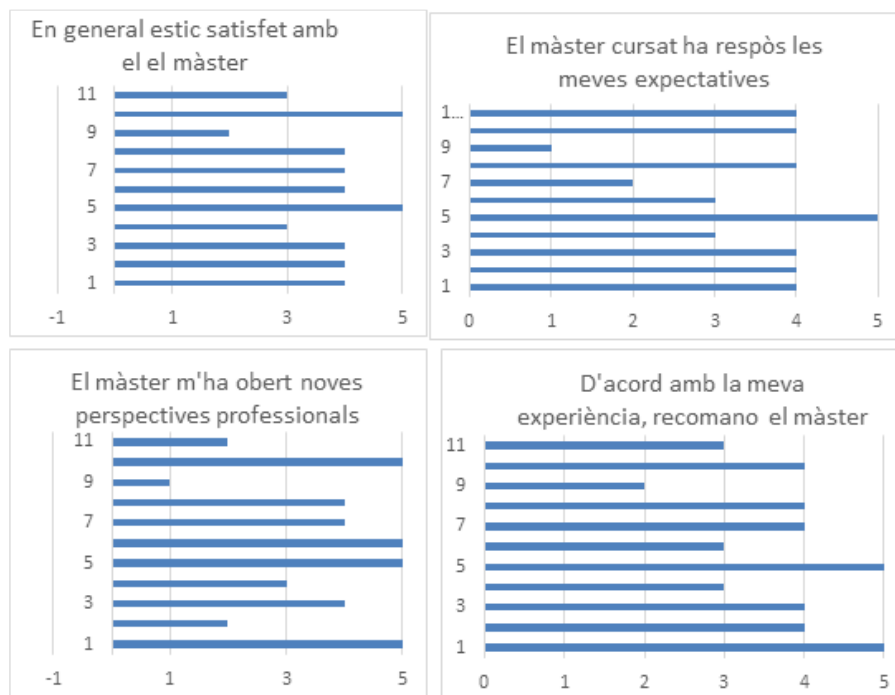 En general estic satisfet amb
el el màster
11
9
7
5
3
1
-1 1 3 5
El màster cursat ha respòs les
meves expectatives
1...
9
7
5
3
1
0 1 2 3 4 5
El màster m'ha obert noves
perspectives professionals
11
9
7
5
3
1
-1 1 3 5
D'acord amb la meva
experiència, recomano el màster
11
9
7
5
3
1
0 1 2 3 4 5